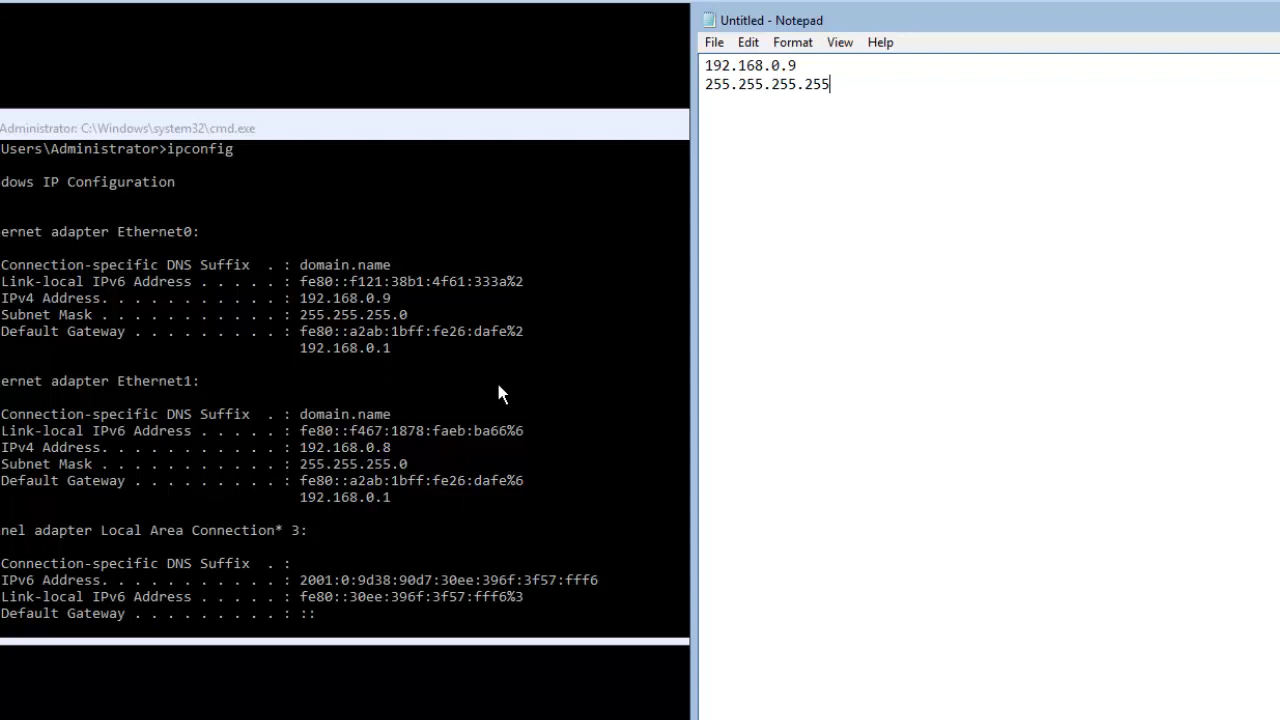 Administrator: C:\Windows\system32\cmd.exe
Users\Administrator>ipconfig
dows IP Configuration
ernet adapter Ethernet0:
Connection-specific DNS Suffix  . : domain.name
Link-local IPv6 Address . . . . . : fe80::f121:38b1:4f61:333a%2
IPv4 Address. . . . . . . . . . . : 192.168.0.9
Subnet Mask . . . . . . . . . . . : 255.255.255.0
Default Gateway . . . . . . . . . : fe80::a2ab:1bff:fe26:dafe%2
192.168.0.1
ernet adapter Ethernet1:
Connection-specific DNS Suffix  . : domain.name
Link-local IPv6 Address . . . . . : fe80::f467:1878:faeb:ba66%6
IPv4 Address. . . . . . . . . . . : 192.168.0.8
Subnet Mask . . . . . . . . . . . : 255.255.255.0
Default Gateway . . . . . . . . . : fe80::a2ab:1bff:fe26:dafe%6
192.168.0.1
nel adapter Local Area Connection* 3:
Connection-specific DNS Suffix  . :
IPv6 Address. . . . . . . . . . . : 2001:0:9d38:90d7:30ee:396f:3f57:fff6
Link-local IPv6 Address . . . . . : fe80::30ee:396f:3f57:fff6%3
Default Gateway . . . . . . . . . : ::
Untitled - Notepad
File Edit Format View Help
192.168.0.9
255.255.255.255